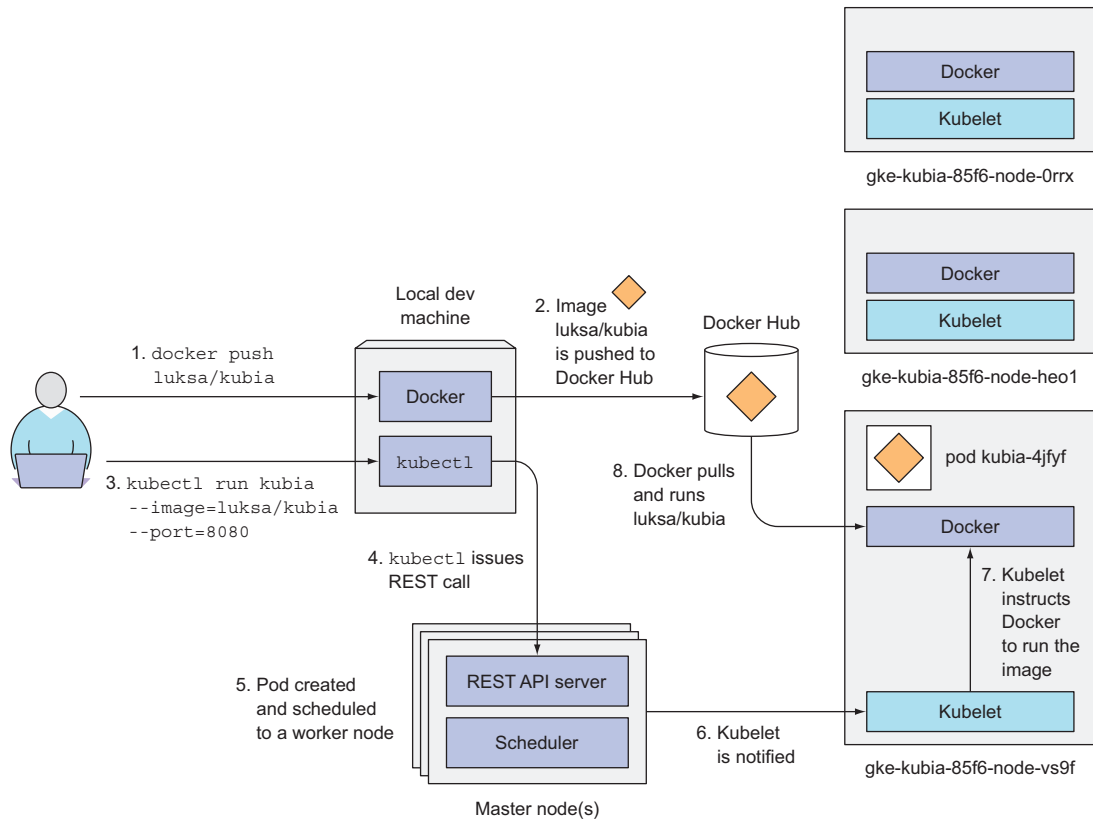 Docker
Kubelet
gke-kubia-85f6-node-0rrx
Docker
Kubelet
gke-kubia-85f6-node-heo1
Local dev
machine
1. docker push
luksa/kubia
Docker
kubectl
2. Image
luksa/kubia
is pushed to
Docker Hub
Docker Hub
3. kubectl run kubia
--image=luksa/kubia
--port=8080
4. kubectl issues
REST call
5. Pod created
and scheduled
to a worker node
REST API server
Scheduler
Master node(s)
6. Kubelet
is notified
8. Docker pulls
and runs
luksa/kubia
pod kubia-4jfyf
Docker
7. Kubelet
instructs
Docker
to run the
image
Kubelet
gke-kubia-85f6-node-vs9f